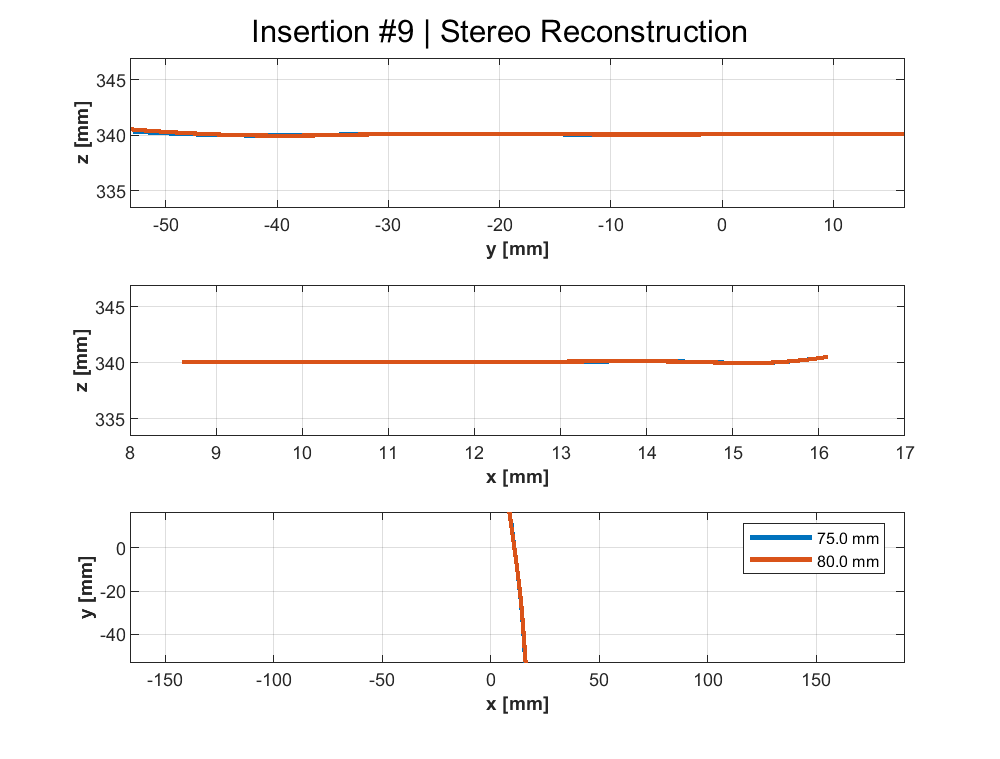 Insertion #9 | Stereo Reconstruction
345
340
335
z [mm]
-50 -40 -30 -20 -10 0 10
y [mm]
345
340
335
z [mm]
8 9 10 11 12 13 14 15 16 17
x [mm]
0
-20
-40
y [mm]
75.0 mm
80.0 mm
-150 -100 -50 0 50 100 150
x [mm]